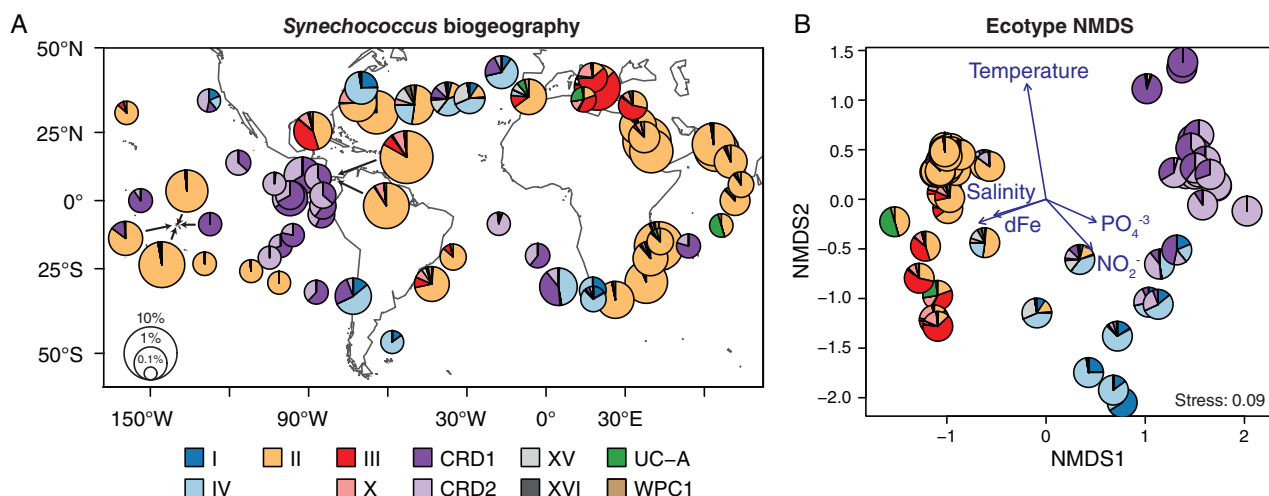 A
Synechococcus biogeography
50°N
25°N
0°
25°S
50°S
10%
1%
0.1%
150°W
90°W
30°W
0°
30°E
I
II
III
CRD1
XV
UC−A
IV
X
CRD2
XVI
WPC1
B
Ecotype NMDS
1.5
1.0
0.5
0.0
−0.5
−1.0
−1.5
−2.0
NMDS2
Temperature
Salinity
dFe
PO₄⁻³
NO₂⁻
Stress: 0.09
−1
0
1
2
NMDS1